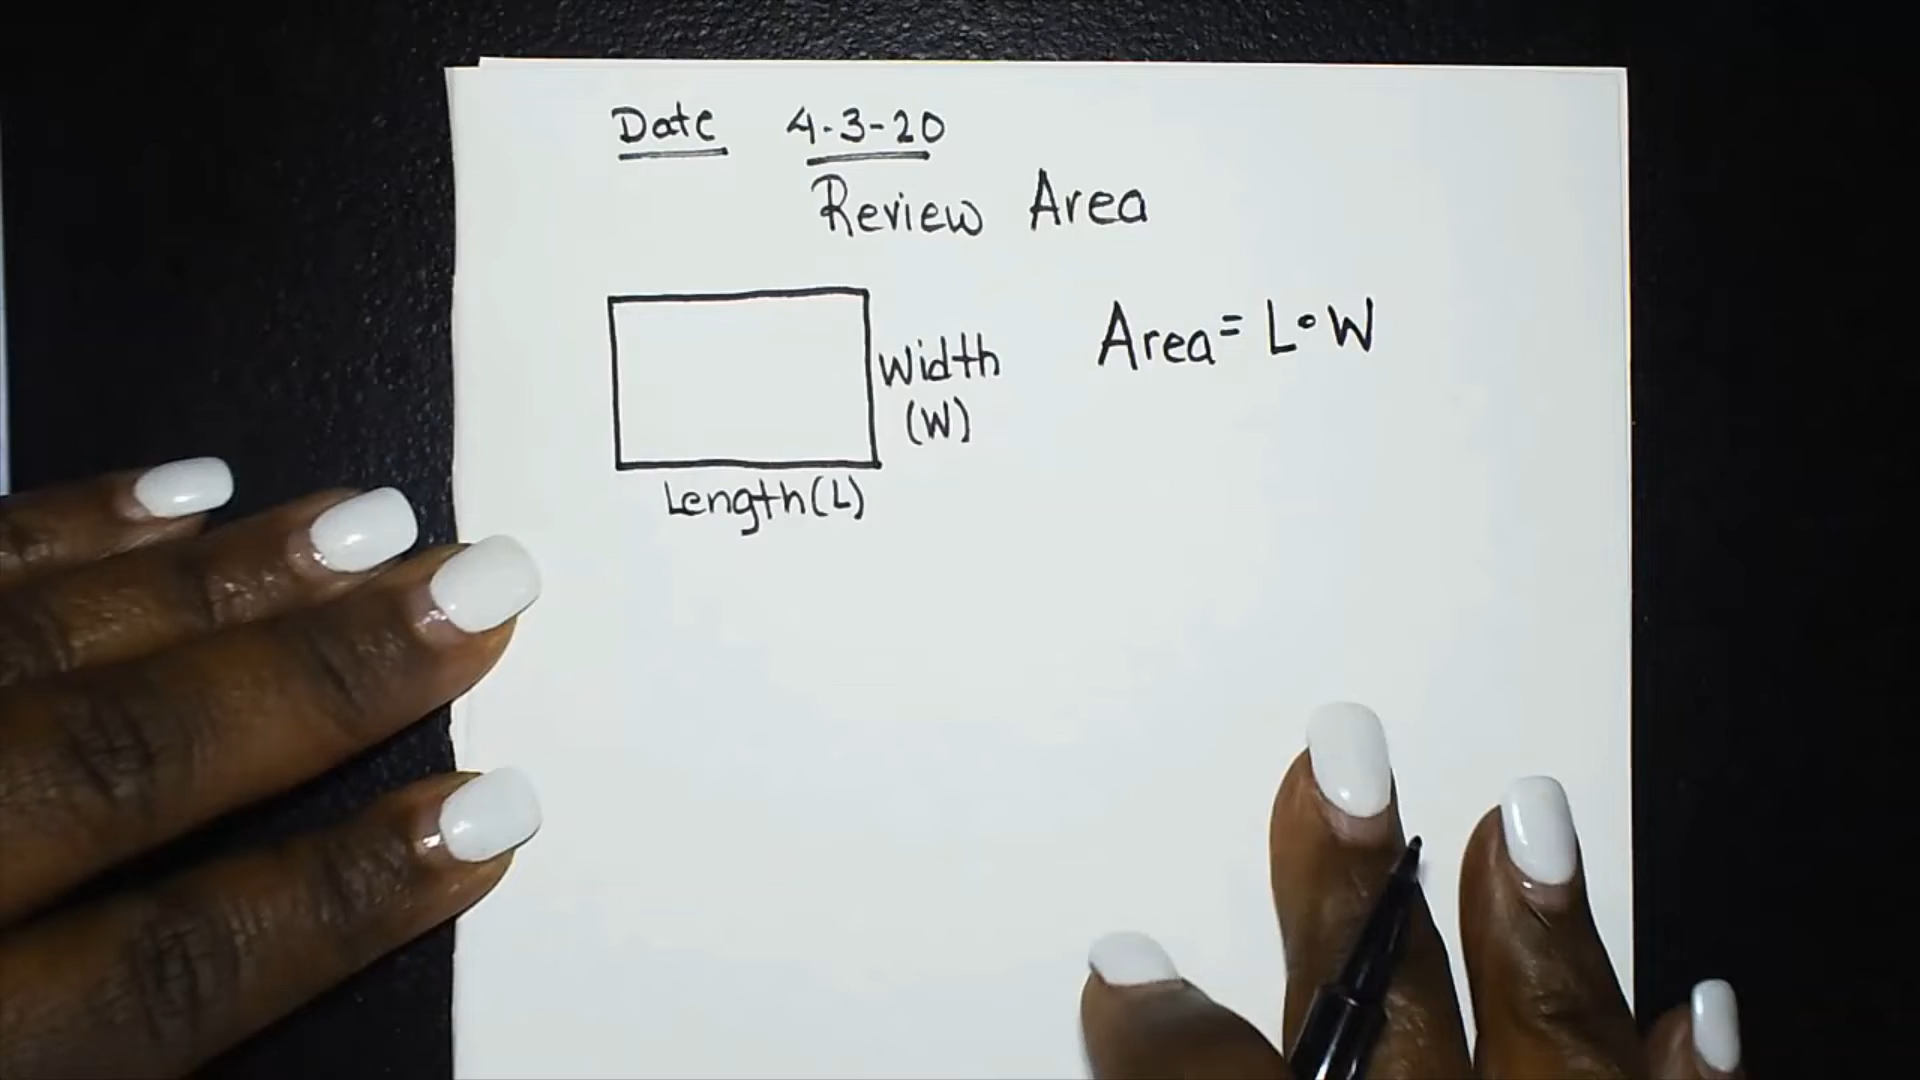 Date 4-3-20
Review Area
Width
(W)
Area = L•W
Length (L)